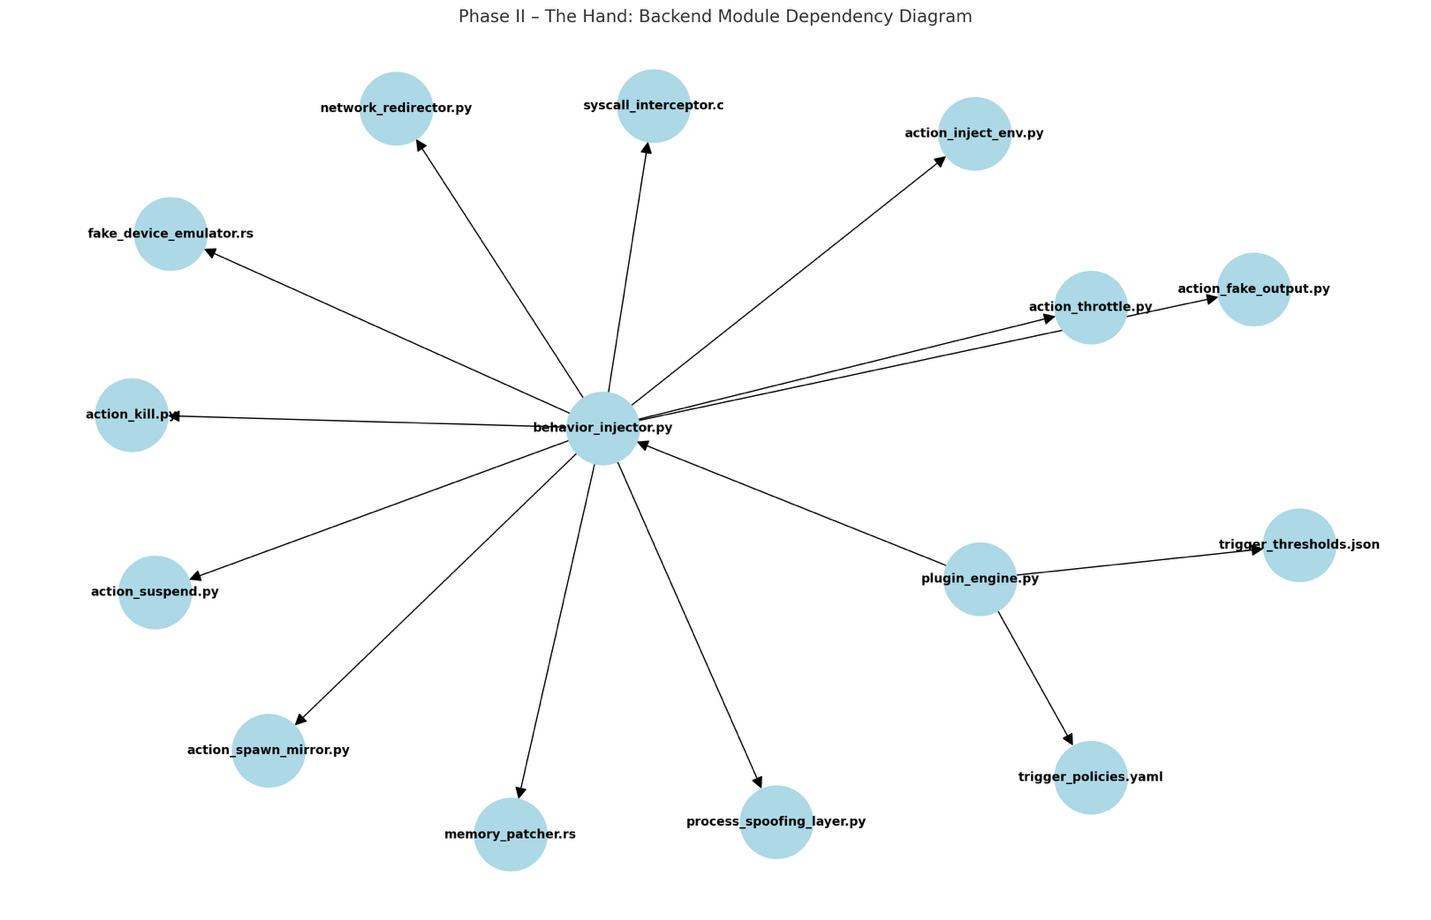 Phase II – The Hand: Backend Module Dependency Diagram
network_redirector.py
syscall_interceptor.c
action_inject_env.py
fake_device_emulator.rs
action_throttle.py
action_fake_output.py
action_kill.py
behavior_injector.py
trigger_thresholds.json
plugin_engine.py
action_suspend.py
action_spawn_mirror.py
trigger_policies.yaml
memory_patcher.rs
process_spoofing_layer.py